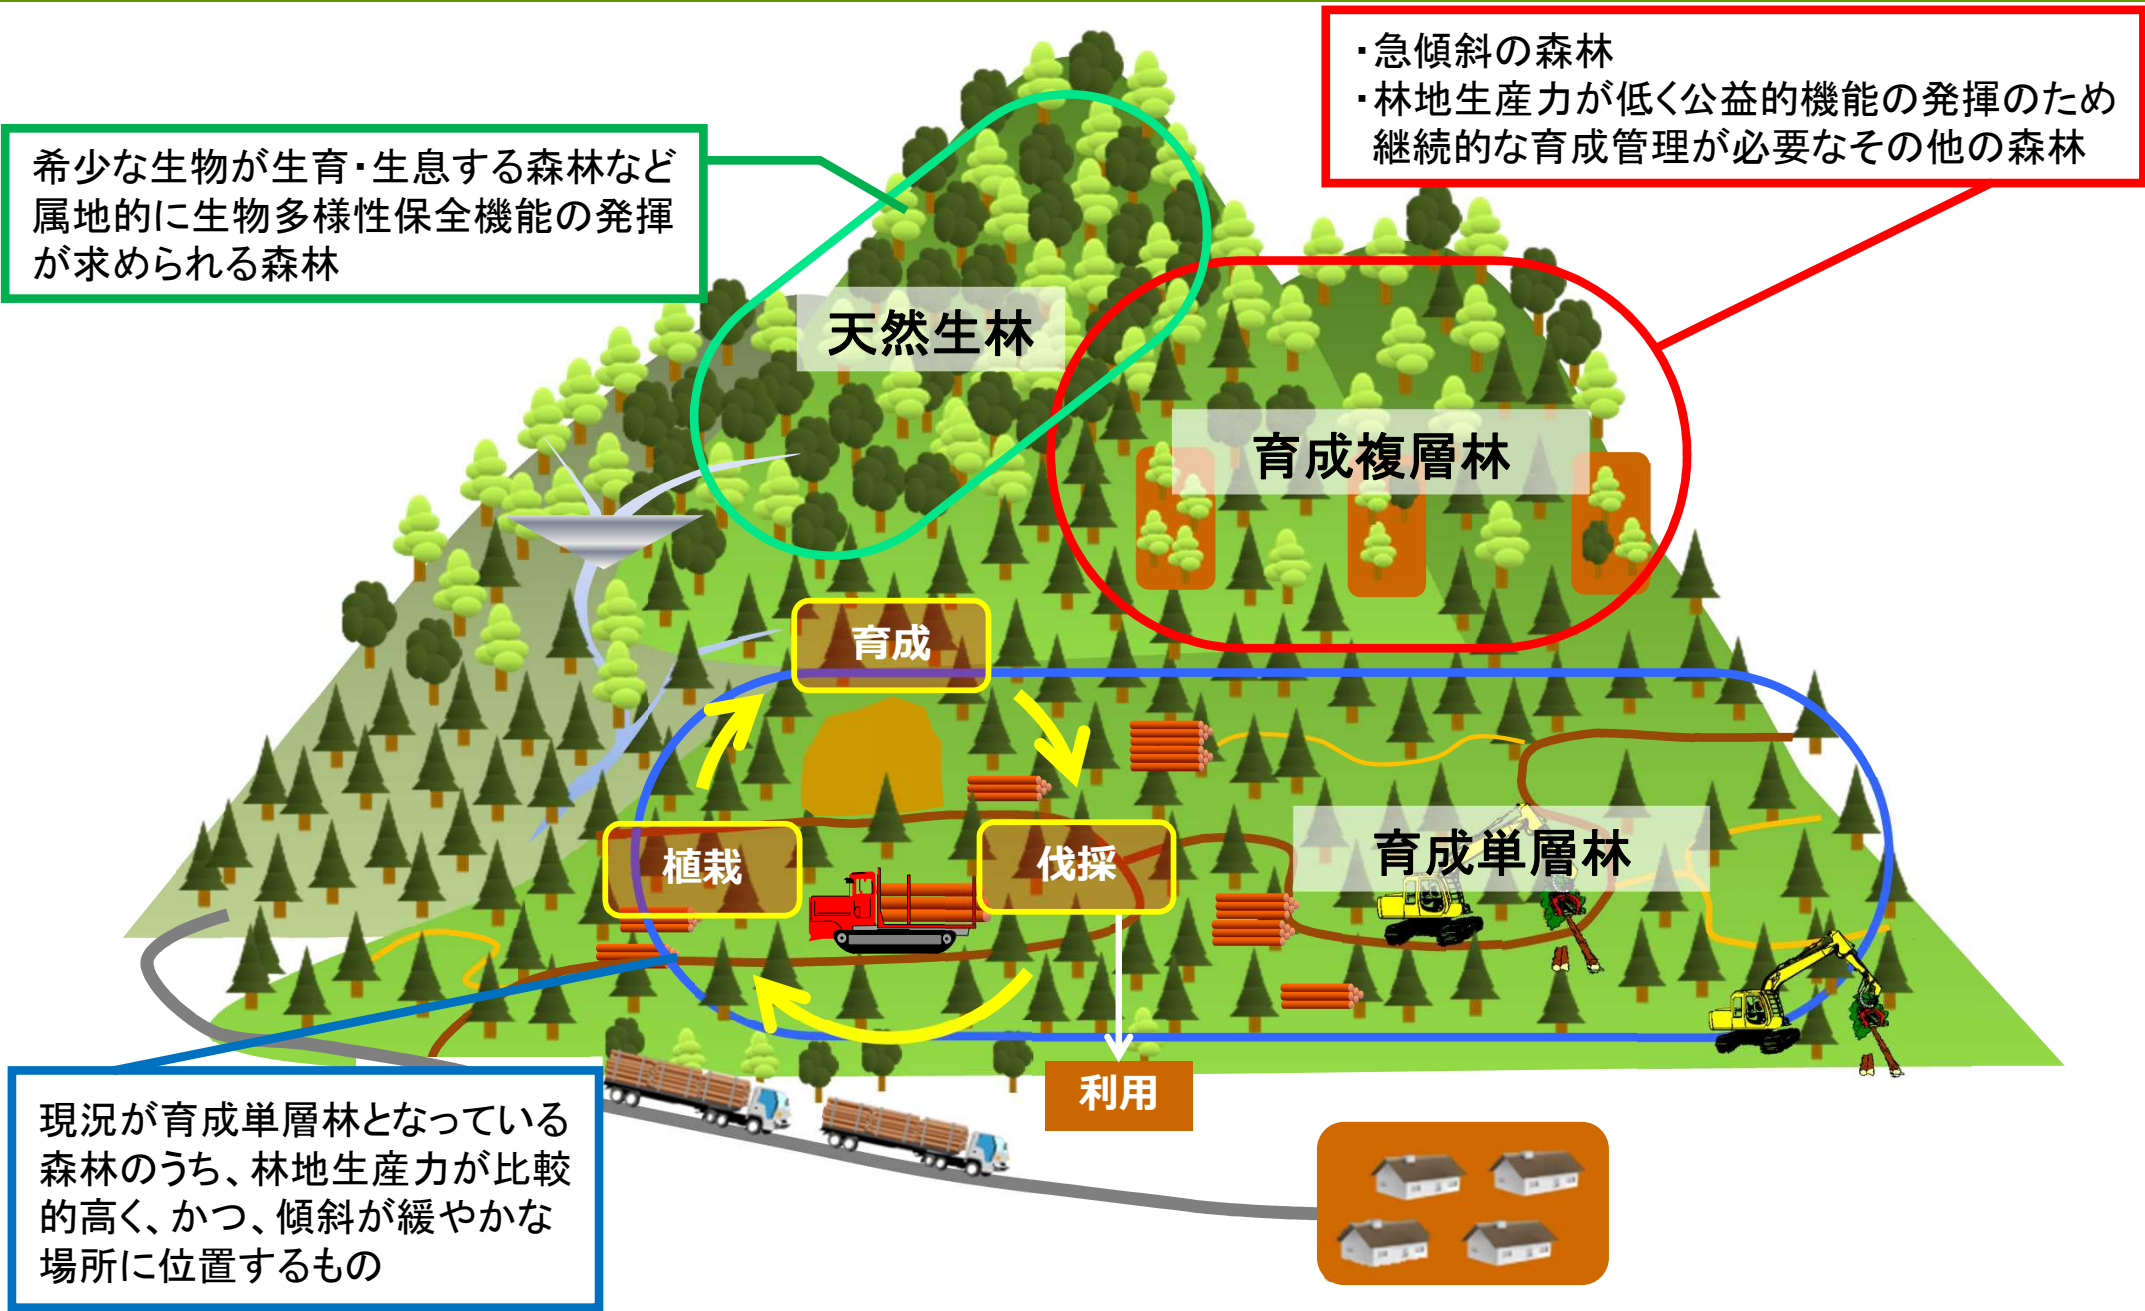 ・急傾斜の森林
・林地生産力が低く公益的機能の発揮のため
継続的な育成管理が必要なその他の森林
希少な生物が生育・生息する森林など
属地的に生物多様性保全機能の発揮
が求められる森林
天然生林
育成複層林
育成
植栽
伐採
育成単層林
利用
現況が育成単層林となっている
森林のうち、林地生産力が比較
的高く、かつ、傾斜が緩やかな
場所に位置するもの